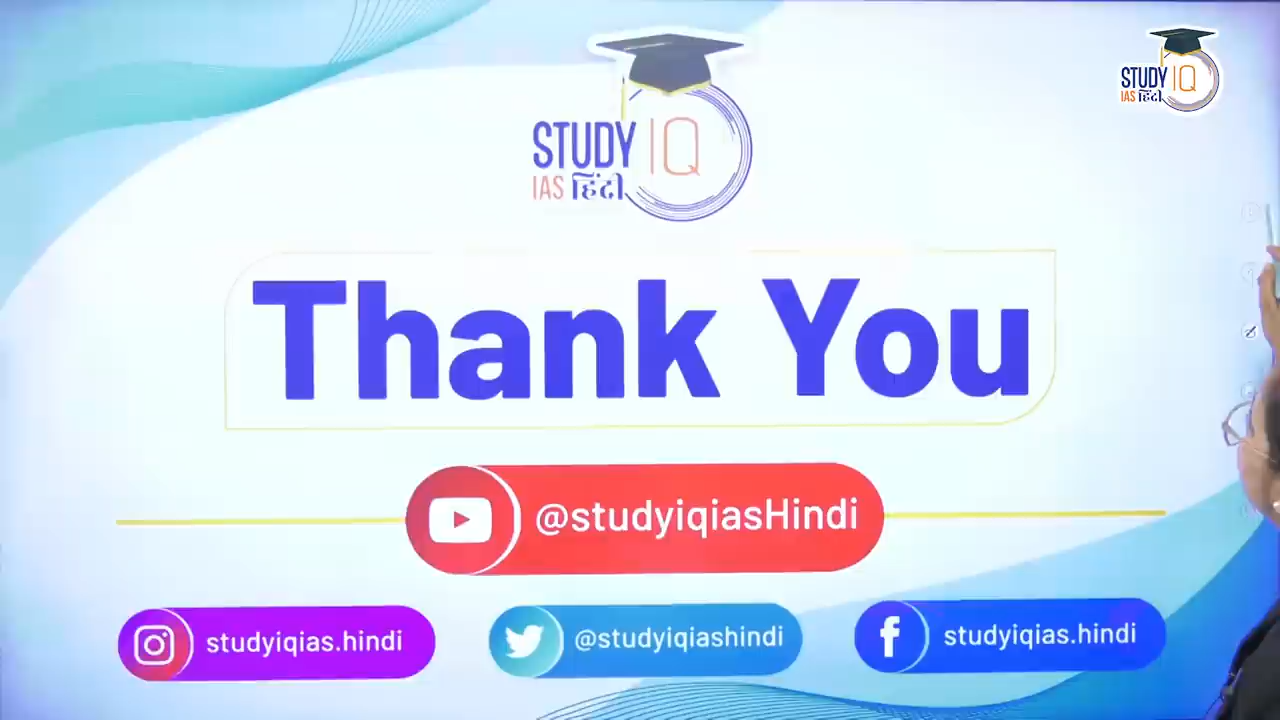 STUDY IQ
IAS हिंदी
STUDY IQ
IAS हिंदी
Thank You
@studyiqiasHindi
studyiqias.hindi
@studyiqiashindi
studyiqias.hindi